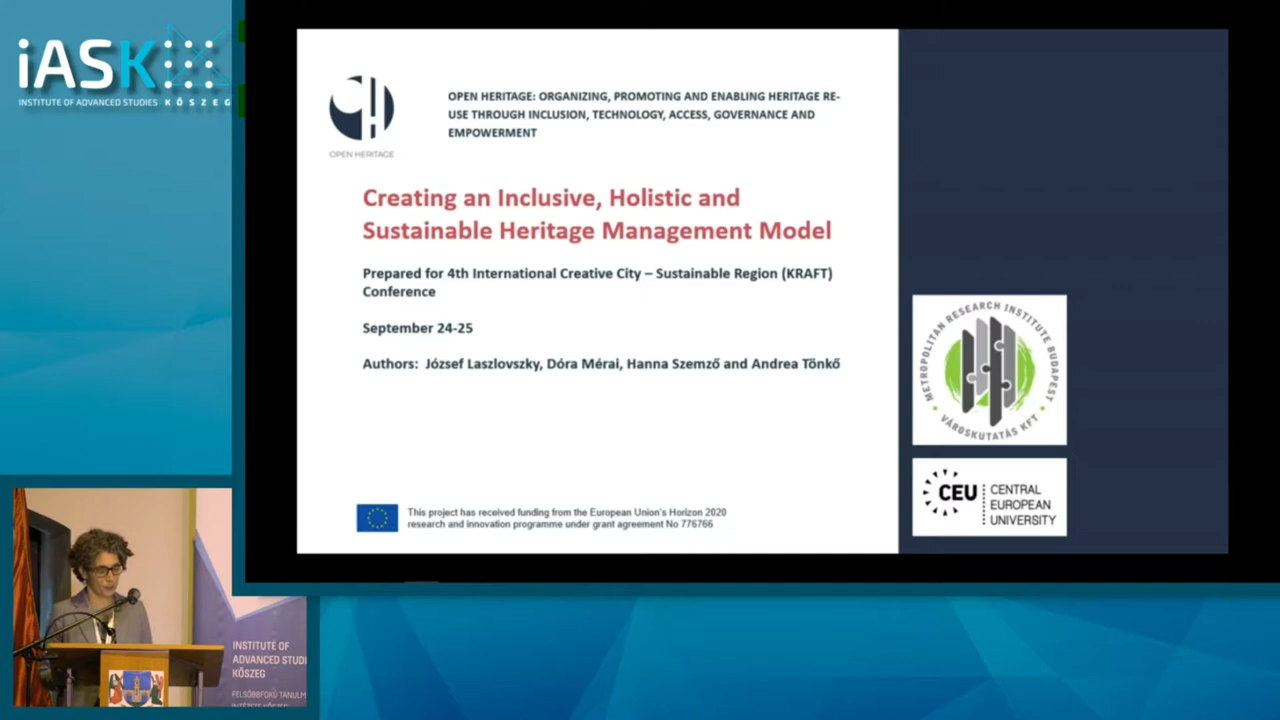 iASK
INSTITUTE OF ADVANCED STUDIES KŐSZEG
OPEN HERITAGE
OPEN HERITAGE: ORGANIZING, PROMOTING AND ENABLING HERITAGE RE-
USE THROUGH INCLUSION, TECHNOLOGY, ACCESS, GOVERNANCE AND
EMPOWERMENT
Creating an Inclusive, Holistic and
Sustainable Heritage Management Model
Prepared for 4th International Creative City – Sustainable Region (KRAFT)
Conference
September 24-25
Authors: József Laszlovszky, Dóra Mérai, Hanna Szemző and Andrea Tönkő
This project has received funding from the European Union's Horizon 2020
research and innovation programme under grant agreement No 776766
METROPOLITAN RESEARCH INSTITUTE BUDAPEST
VÁROSKUTATÁS KFT
CEU
CENTRAL
EUROPEAN
UNIVERSITY
INSTITUTE OF
ADVANCED STUDI
KŐSZEG
FELSŐBBFOKÚ TANULM
INTÉZETE KŐSZEG